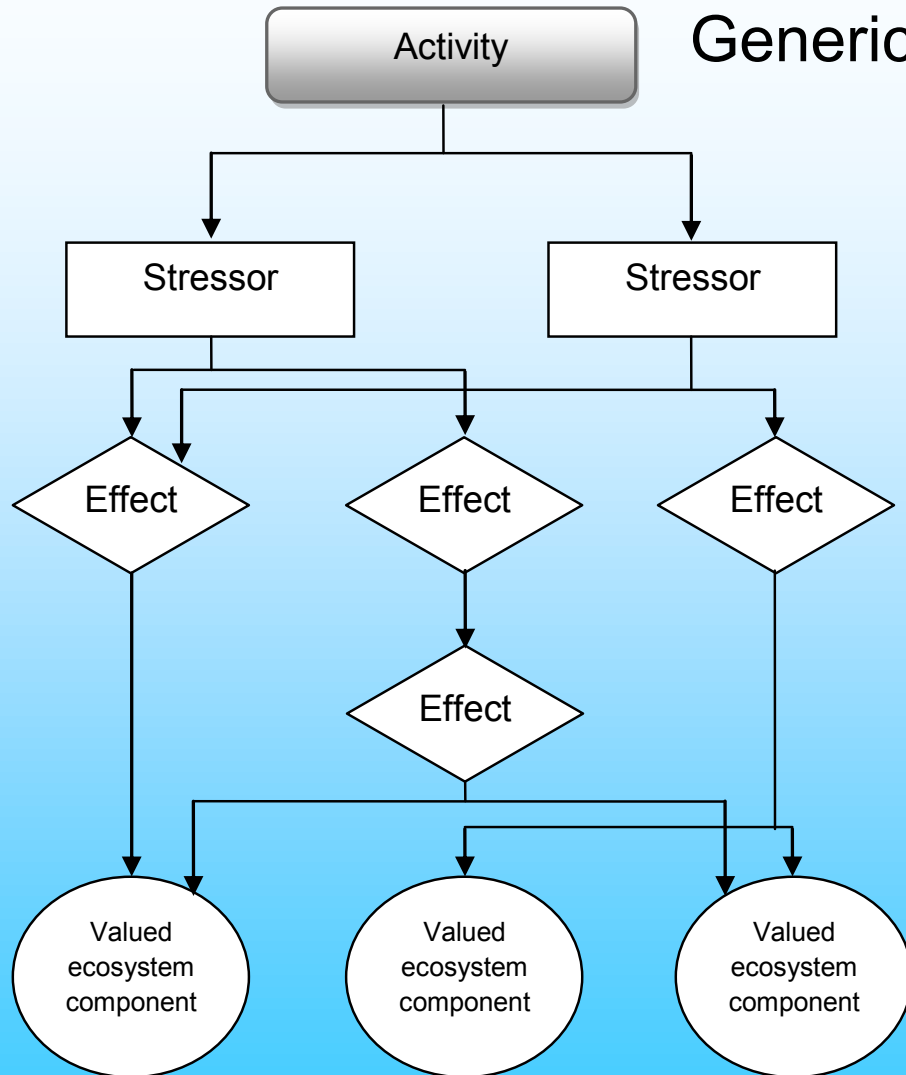 Generic
Activity
Stressor
Stressor
Effect
Effect
Effect
Effect
Valued
ecosystem
component
Valued
ecosystem
component
Valued
ecosystem
component